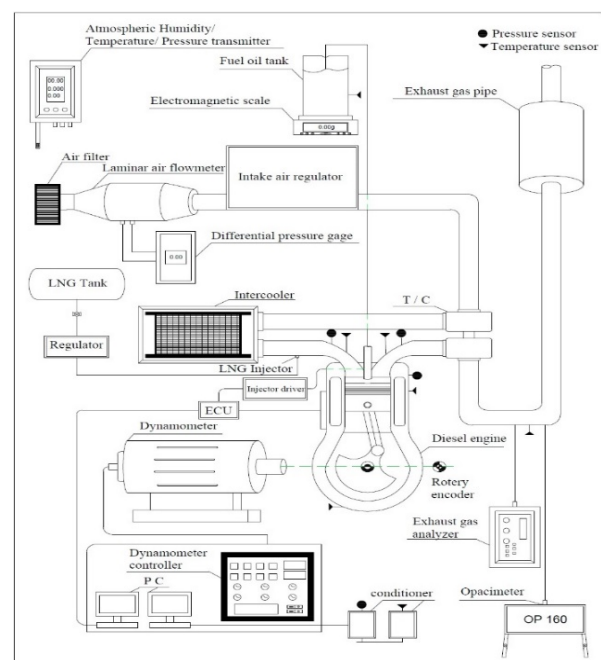 Atmospheric Humidity/
Temperature/ Pressure transmitter
Pressure sensor
Temperature sensor
Fuel oil tank
Exhaust gas pipe
Electromagnetic scale
0.00g
Air filter
Laminar air flowmeter
Intake air regulator
Differential pressure gage
0.00
LNG Tank
Intercooler
T / C
Regulator
LNG Injector
Injector driver
ECU
Dynamometer
Diesel engine
Rotery
encoder
Exhaust gas
analyzer
Dynamometer
controller
P C
conditioner
Opacimeter
OP 160